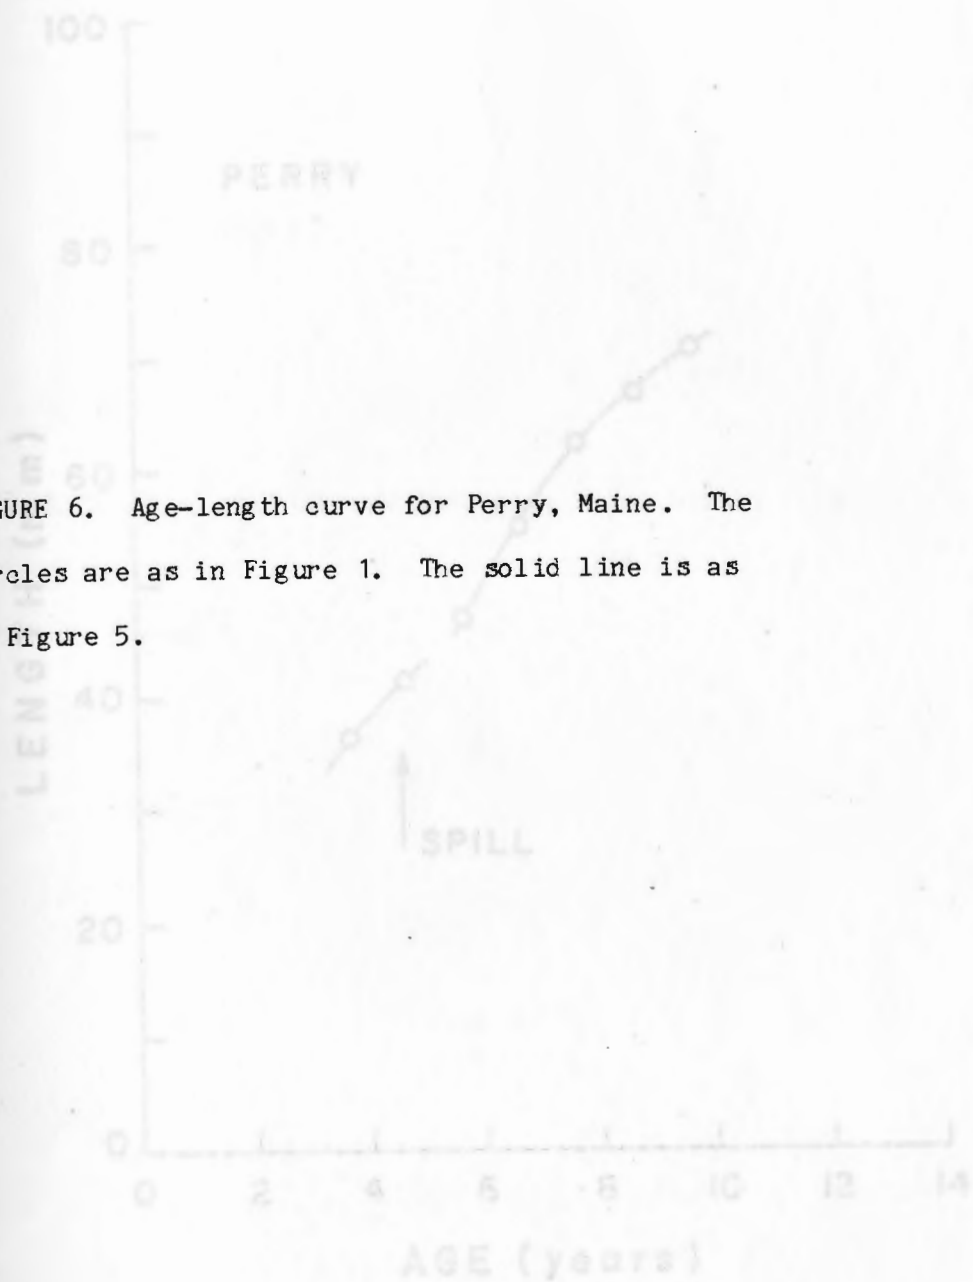 100
PERRY
80
60
GURE 6. Age-length curve for Perry, Maine. The
rcles are as in Figure 1. The solid line is as
Figure 5.
LENGTH (mm)
40
SPILL
20
0
0 2 4 6 8 10 12 14
AGE (years)